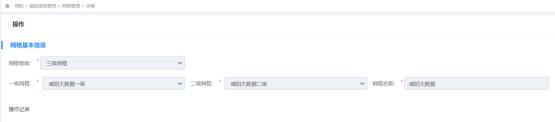 导航 > 基础信息管理 > 网格管理 > 详情
操作
网格基本信息
网格等级: * 三级网格
一级网格: * 咸阳大数据一级 二级网格: * 咸阳大数据二级 网格名称: * 咸阳大数据
操作记录